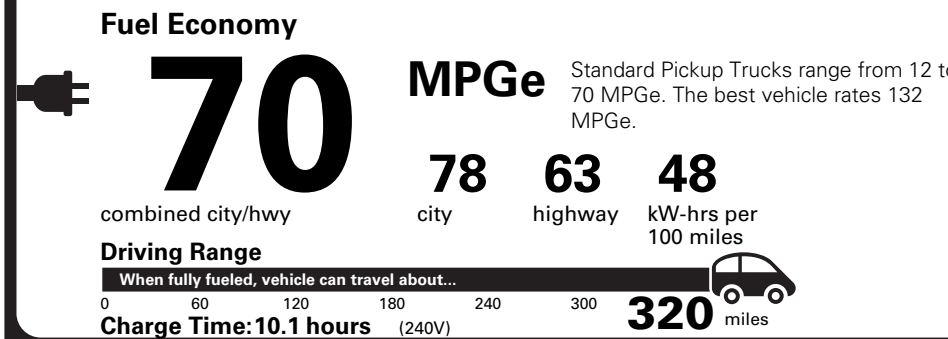 Fuel Economy
70
MPGe
Standard Pickup Trucks range from 12 to
70 MPGe. The best vehicle rates 132
MPGe.
combined city/hwy
78
city
63
highway
48
kW-hrs per
100 miles
Driving Range
When fully fueled, vehicle can travel about...
0 60 120 180 240 300 320 miles
Charge Time: 10.1 hours (240V)